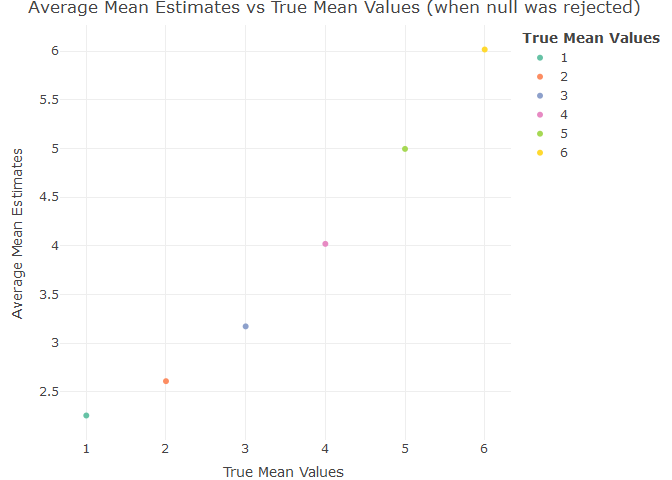 Average Mean Estimates vs True Mean Values (when null was rejected)
True Mean Values
1
2
3
4
5
6
Average Mean Estimates
6
5.5
5
4.5
4
3.5
3
2.5
1 2 3 4 5 6
True Mean Values